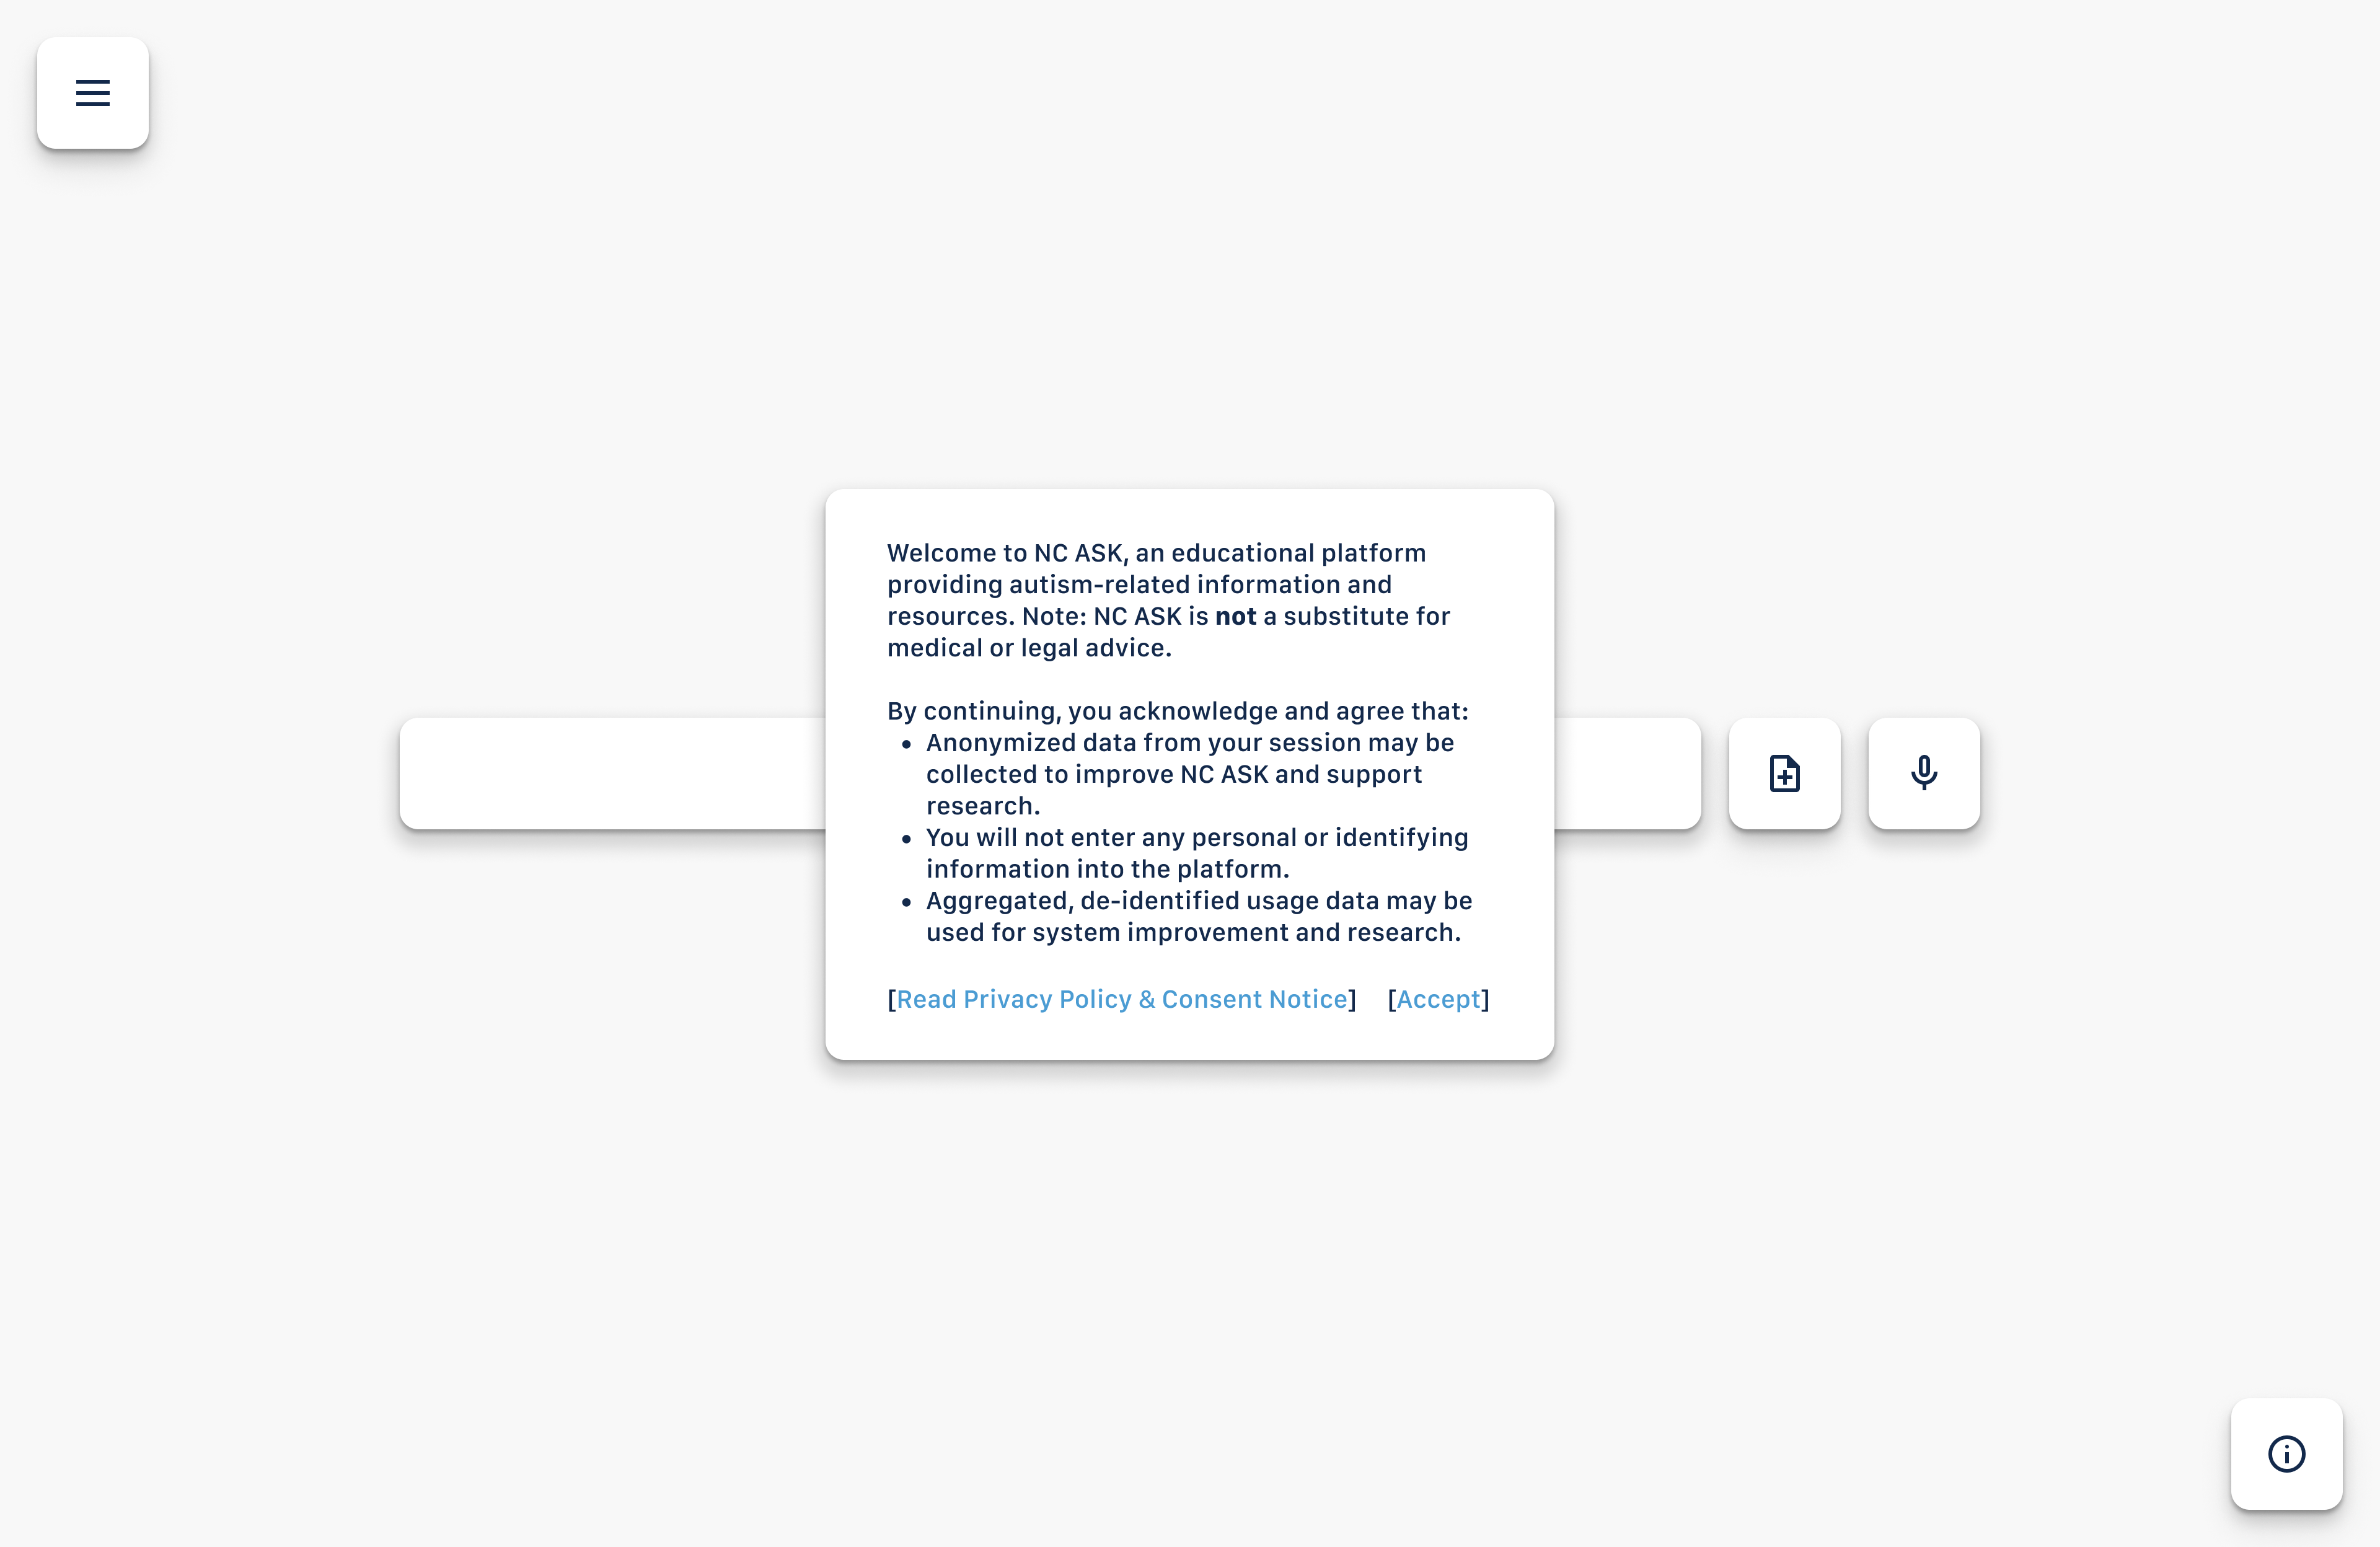 Welcome to NC ASK, an educational platform
providing autism-related information and
resources. Note: NC ASK is not a substitute for
medical or legal advice.
By continuing, you acknowledge and agree that:
• Anonymized data from your session may be
collected to improve NC ASK and support
research.
• You will not enter any personal or identifying
information into the platform.
• Aggregated, de-identified usage data may be
used for system improvement and research.
[Read Privacy Policy & Consent Notice] [Accept]